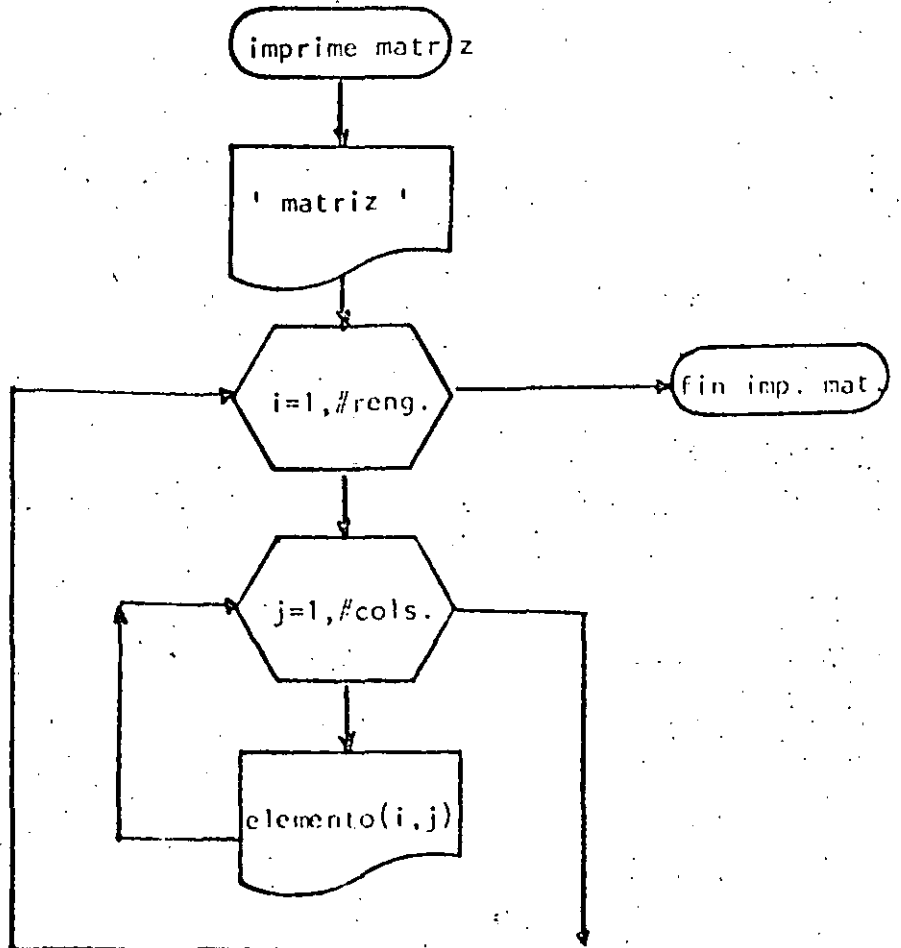 imprime matriz
' matriz '
i=1,#reng.
fin imp. mat.
j=1,#cols.
elemento(i,j)